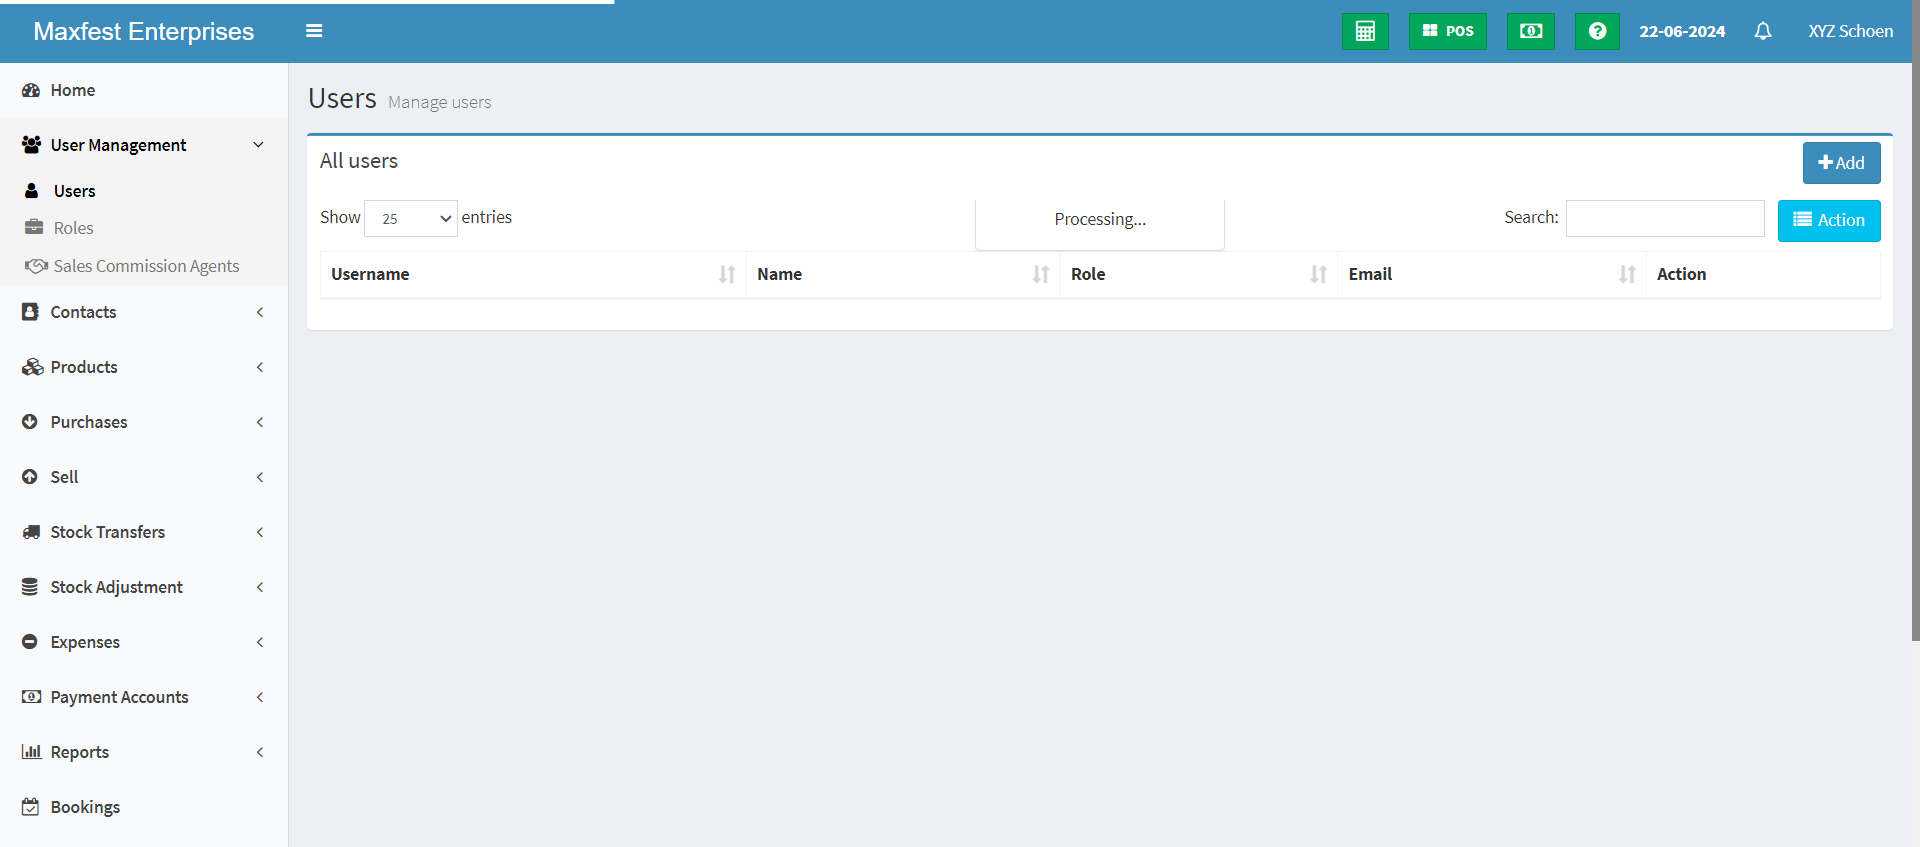 Maxfest Enterprises
POS
22-06-2024
XYZ Schoen
Home
User Management
Users
Roles
Sales Commission Agents
Contacts
Products
Purchases
Sell
Stock Transfers
Stock Adjustment
Expenses
Payment Accounts
Reports
Bookings
Users Manage users
All users
Add
Show 25 entries
Processing...
Search:
Action
Username Name Role Email Action